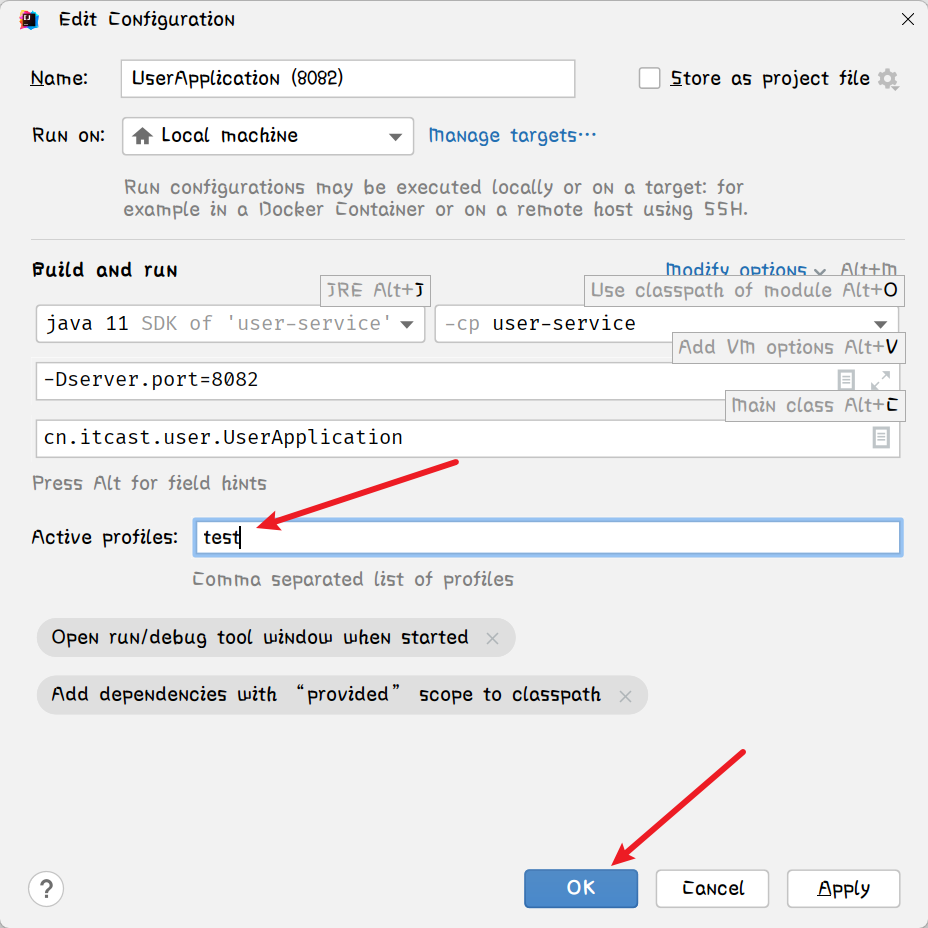 Edit Configuration
Name: UserApplication (8082) Store as project file
Run on: Local machine Manage targets...
Run configurations may be executed locally or on a target: for
example in a Docker Container or on a remote host using SSH.
Build and run Modify options Alt+M
JRE Alt+J Use classpath of module Alt+O
java 11 SDK of 'user-service' -cp user-service
Add VM options Alt+V
-Dserver.port=8082
Main class Alt+C
cn.itcast.user.UserApplication
Press Alt for field hints
Active profiles: test
Comma separated list of profiles
Open run/debug tool window when started ×
Add dependencies with “provided” scope to classpath ×
? OK Cancel Apply